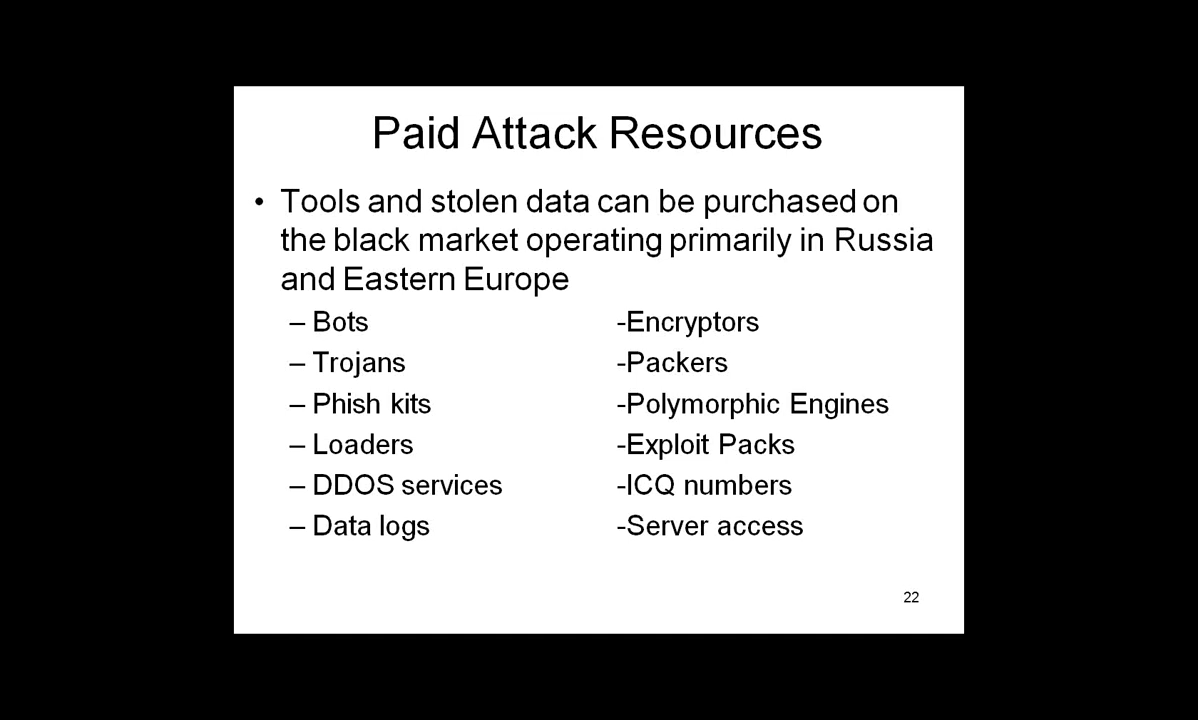 Paid Attack Resources
• Tools and stolen data can be purchased on
the black market operating primarily in Russia
and Eastern Europe
– Bots
-Encryptors
– Trojans
-Packers
– Phish kits
-Polymorphic Engines
– Loaders
-Exploit Packs
– DDOS services
-ICQ numbers
– Data logs
-Server access
22